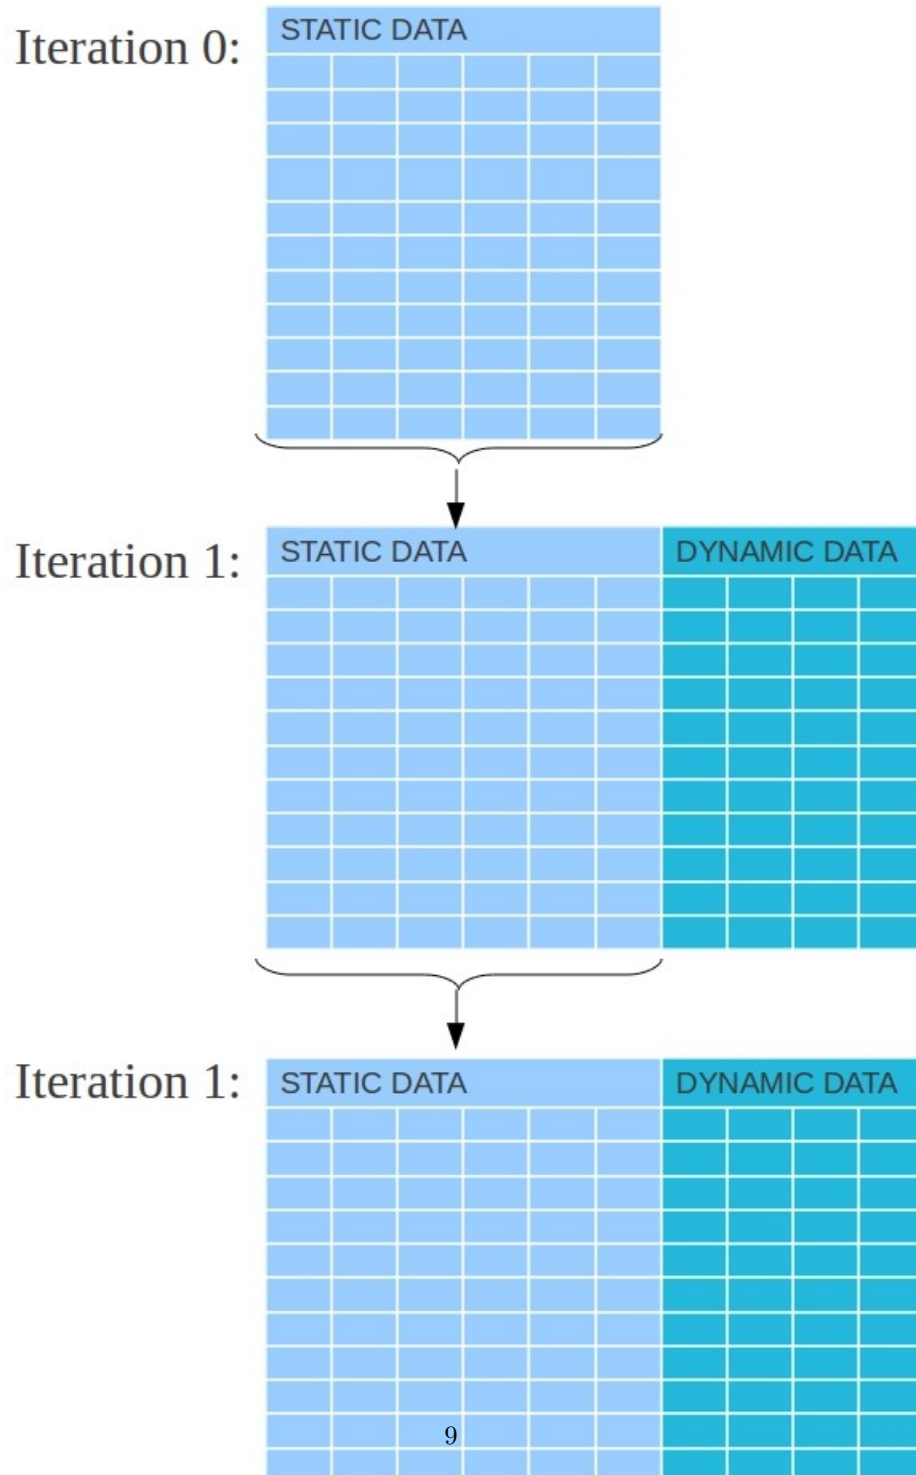 Iteration 0:
STATIC DATA
Iteration 1:
STATIC DATA
DYNAMIC DATA
Iteration 1:
STATIC DATA
DYNAMIC DATA
9